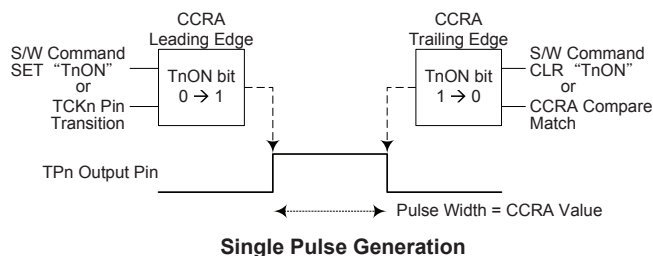 CCRA
Leading Edge
S/W Command
SET “TnON”
or
TCKn Pin
Transition
TnON bit
0 → 1
CCRA
Trailing Edge
TnON bit
1 → 0
S/W Command
CLR “TnON”
or
CCRA Compare
Match
TPn Output Pin
Pulse Width = CCRA Value
Single Pulse Generation